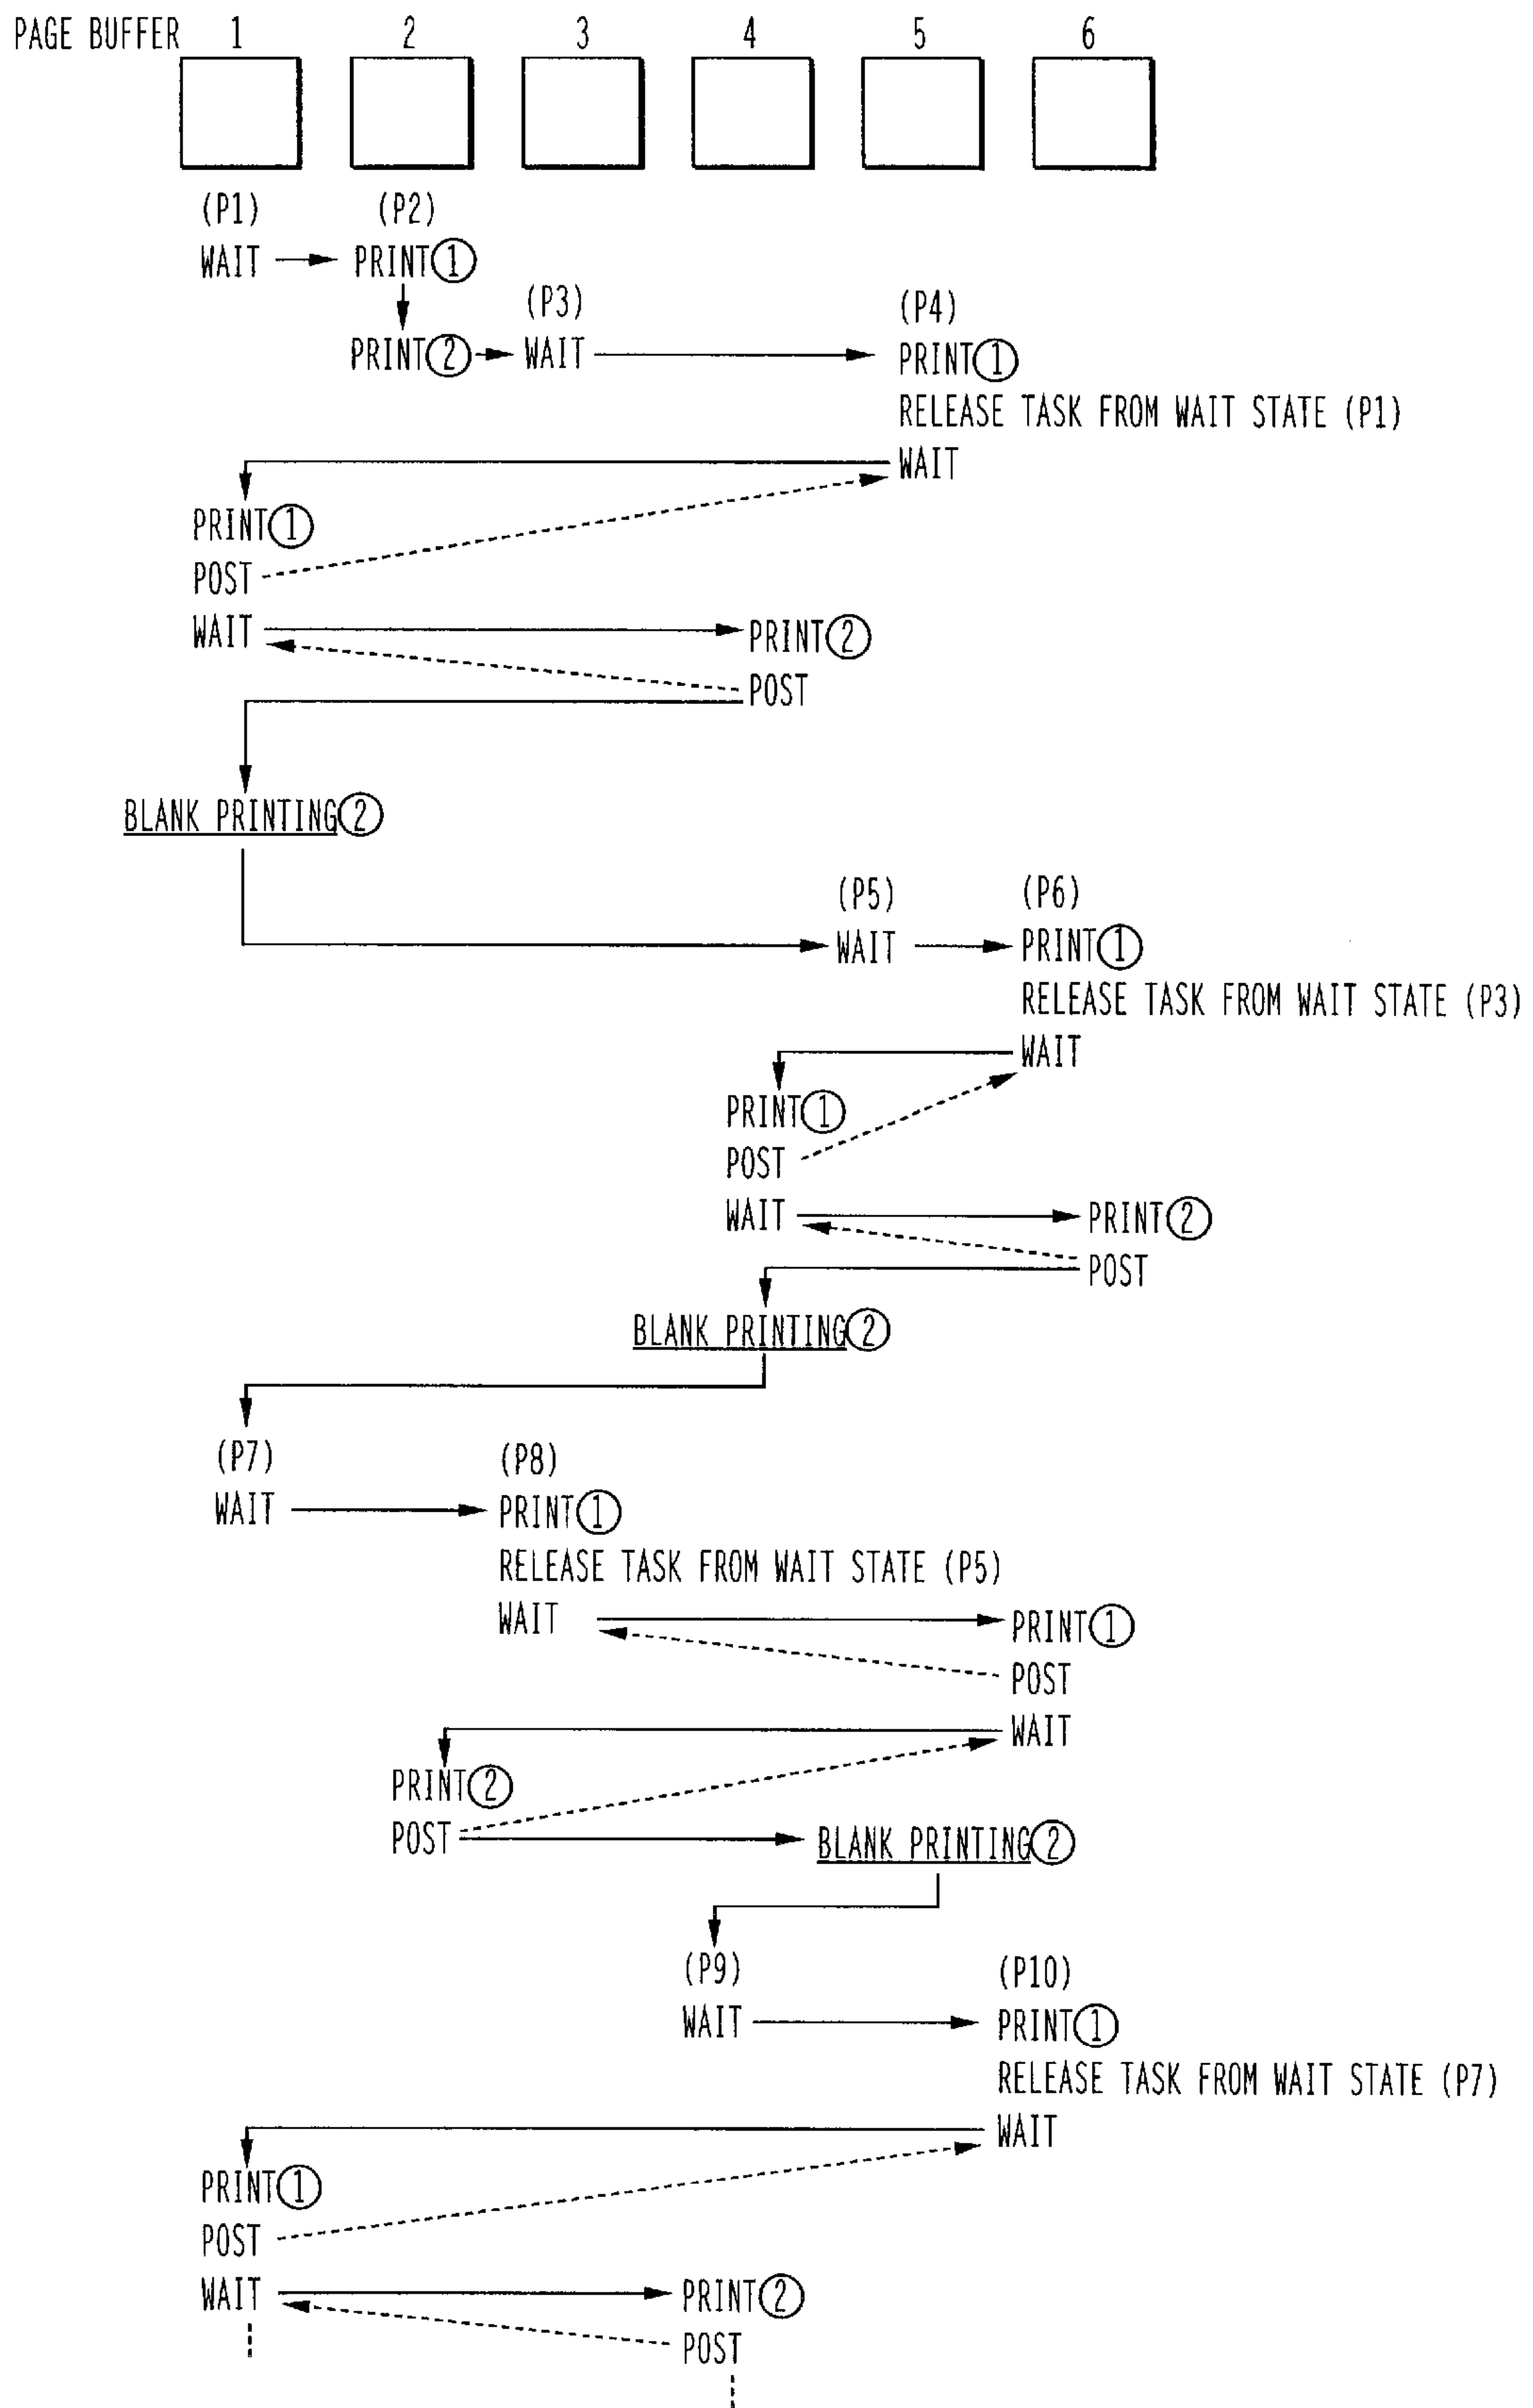 PAGE BUFFER 1 2 3 4 5 6
(P1) (P2)
WAIT PRINT①
(P3) (P4)
PRINT② WAIT PRINT①
RELEASE TASK FROM WAIT STATE (P1)
WAIT
PRINT①
POST
WAIT PRINT②
POST
BLANK PRINTING②
(P5) (P6)
WAIT PRINT①
RELEASE TASK FROM WAIT STATE (P3)
WAIT
PRINT①
POST
WAIT PRINT②
POST
BLANK PRINTING②
(P7) (P8)
WAIT PRINT①
RELEASE TASK FROM WAIT STATE (P5)
WAIT PRINT①
POST
WAIT
PRINT②
POST BLANK PRINTING②
(P9) (P10)
WAIT PRINT①
RELEASE TASK FROM WAIT STATE (P7)
WAIT
PRINT①
POST
WAIT PRINT②
POST